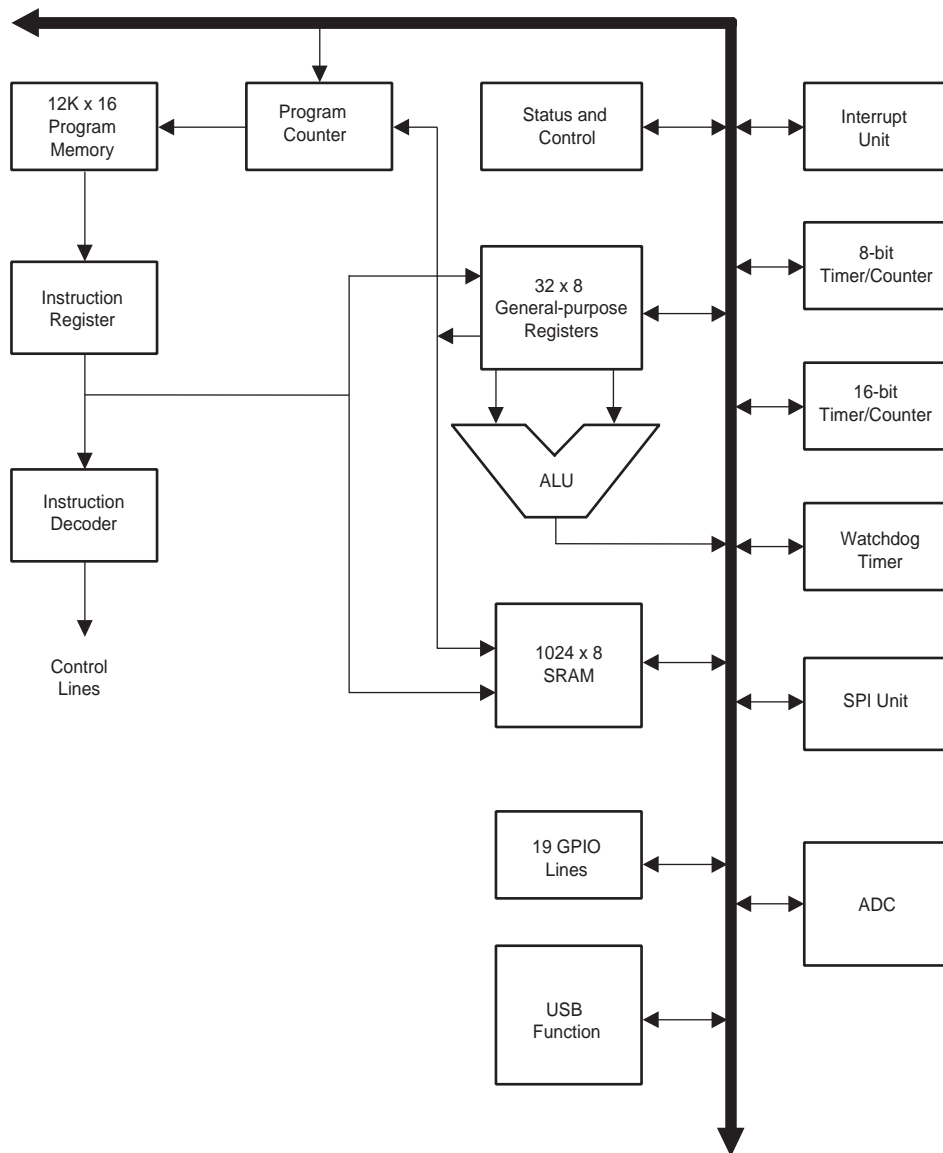 12K x 16
Program
Memory
Program
Counter
Status and
Control
Interrupt
Unit
8-bit
Timer/Counter
Instruction
Register
32 x 8
General-purpose
Registers
16-bit
Timer/Counter
ALU
Instruction
Decoder
Watchdog
Timer
Control
Lines
1024 x 8
SRAM
SPI Unit
19 GPIO
Lines
ADC
USB
Function